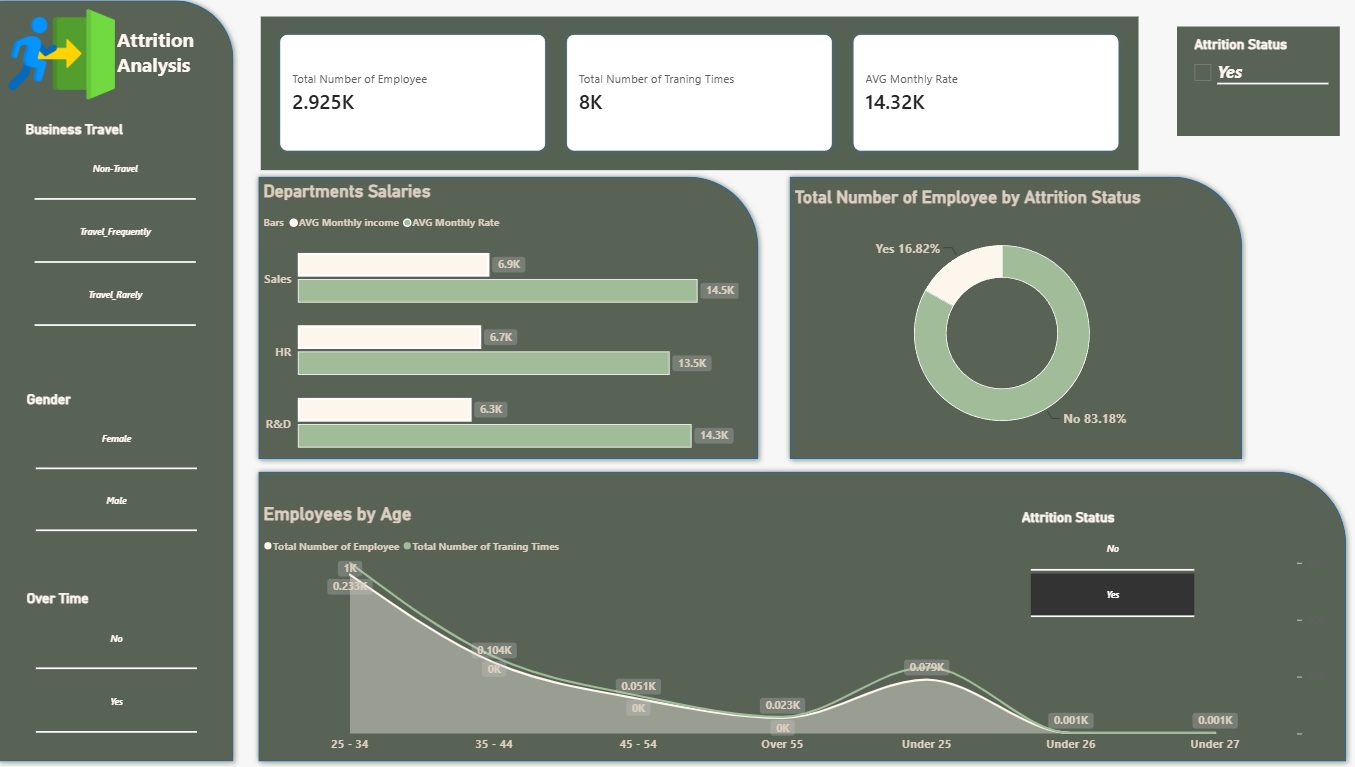 Attrition
Analysis
Business Travel
Non-Travel
Travel_Frequently
Travel_Rarely
Gender
Female
Male
Over Time
No
Yes
Total Number of Employee
2.925K
Total Number of Traning Times
8K
AVG Monthly Rate
14.32K
Attrition Status
Yes
Departments Salaries
Bars AVG Monthly income AVG Monthly Rate
Sales
6.9K
14.5K
HR
6.7K
13.5K
R&D
6.3K
14.3K
Total Number of Employee by Attrition Status
Yes 16.82%
No 83.18%
Employees by Age
Total Number of Employee Total Number of Traning Times
Attrition Status
No
Yes
1K
0.233K
0.104K
0K
0.051K
0K
0.023K
0K
0.079K
0.001K
0.001K
25 - 34
35 - 44
45 - 54
Over 55
Under 25
Under 26
Under 27